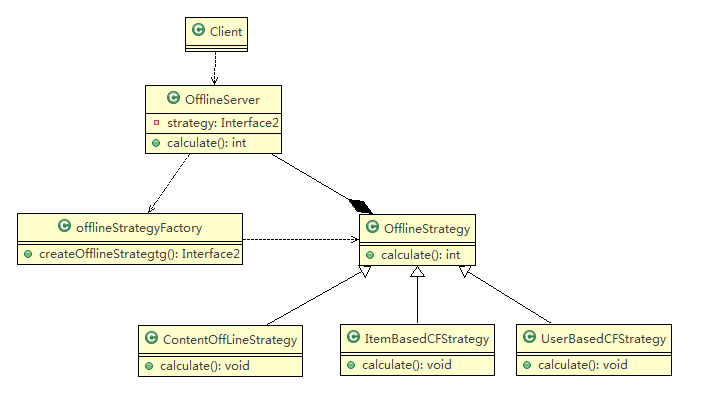 C Client
C OfflineServer
strategy: Interface2
calculate(): int
C offlineStrategyFactory
createOfflineStrategtg(): Interface2
C OfflineStrategy
calculate(): int
C ContentOffLineStrategy
calculate(): void
C ItemBasedCFStrategy
calculate(): void
C UserBasedCFStrategy
calculate(): void